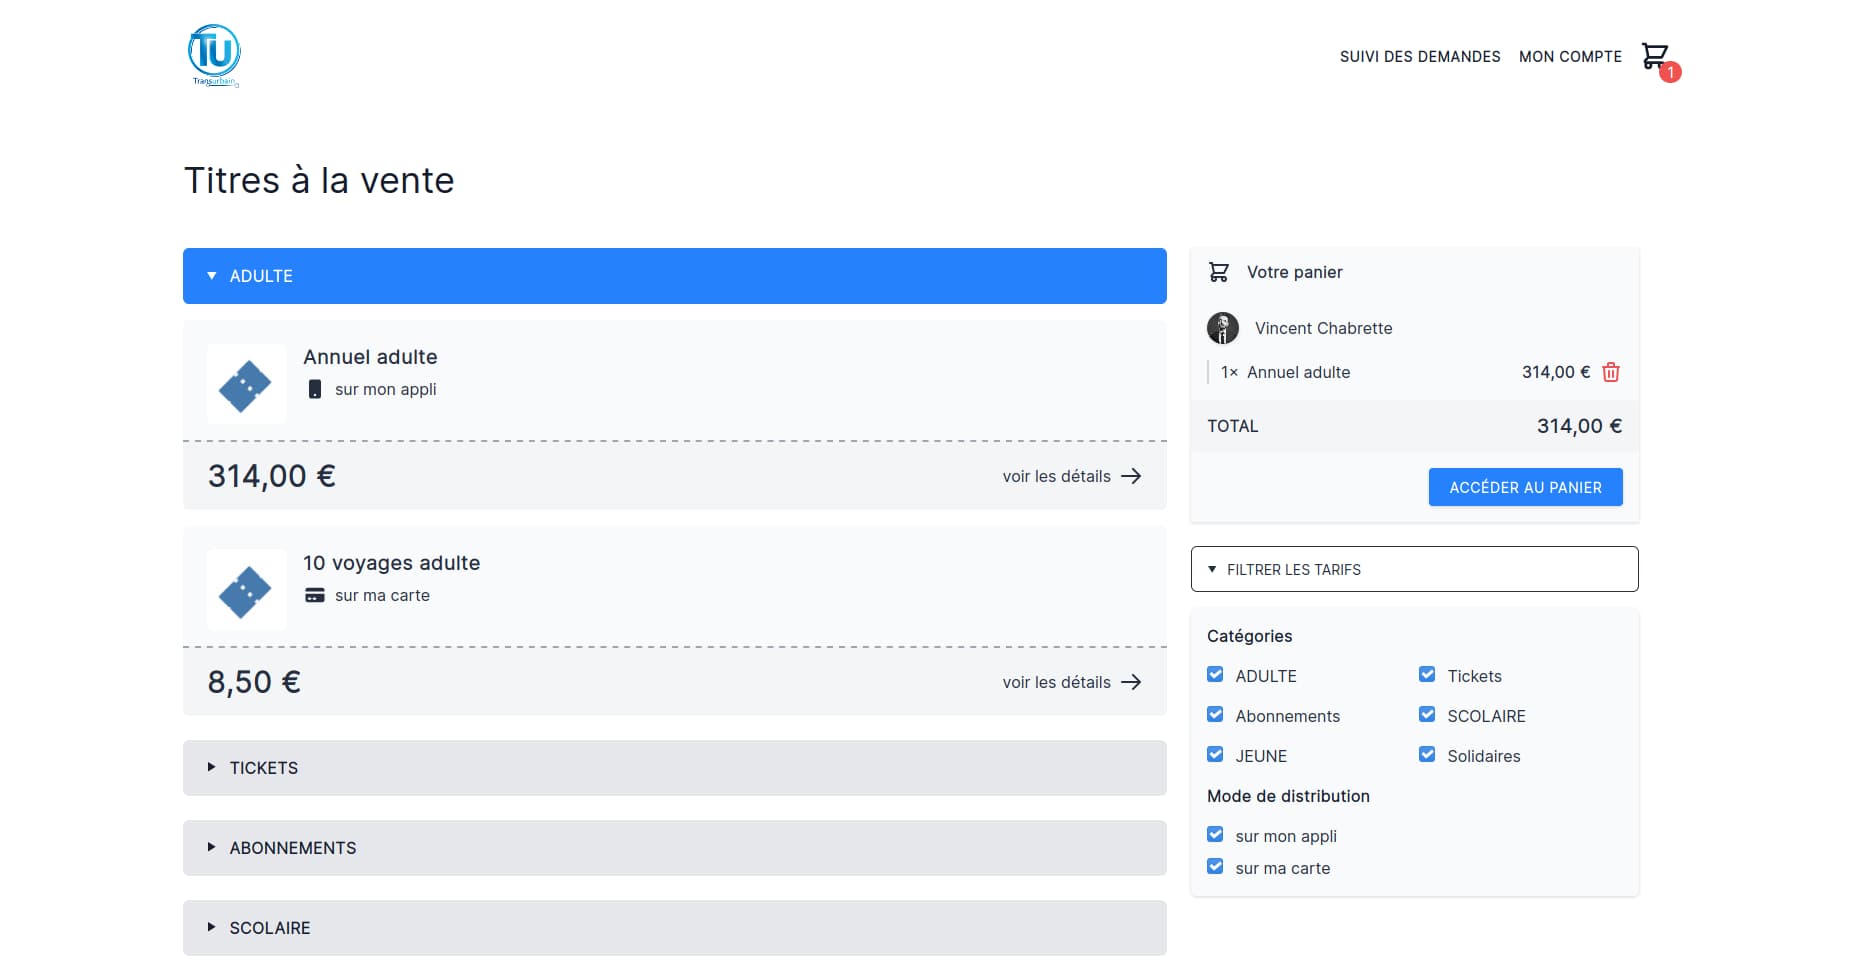 TU
Transurbain
SUIVI DES DEMANDES
MON COMPTE
1
Titres à la vente
ADULTE
Annuel adulte
sur mon appli
314,00 €
voir les détails
10 voyages adulte
sur ma carte
8,50 €
voir les détails
TICKETS
ABONNEMENTS
SCOLAIRE
Votre panier
Vincent Chabrette
1× Annuel adulte 314,00 €
TOTAL 314,00 €
ACCÉDER AU PANIER
FILTRER LES TARIFS
Catégories
ADULTE Tickets
Abonnements SCOLAIRE
JEUNE Solidaires
Mode de distribution
sur mon appli
sur ma carte